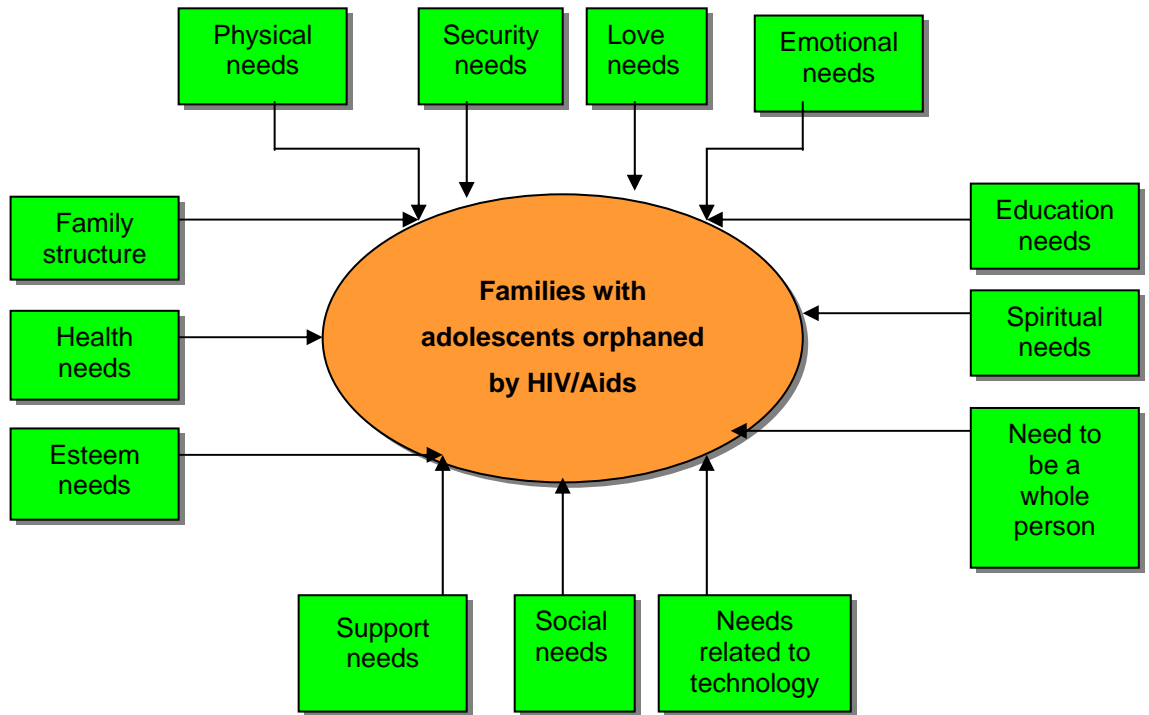 Physical
needs
Security
needs
Love
needs
Emotional
needs
Family
structure
Education
needs
Families with
adolescents orphaned
by HIV/Aids
Health
needs
Spiritual
needs
Esteem
needs
Need to
be a
whole
person
Support
needs
Social
needs
Needs
related to
technology